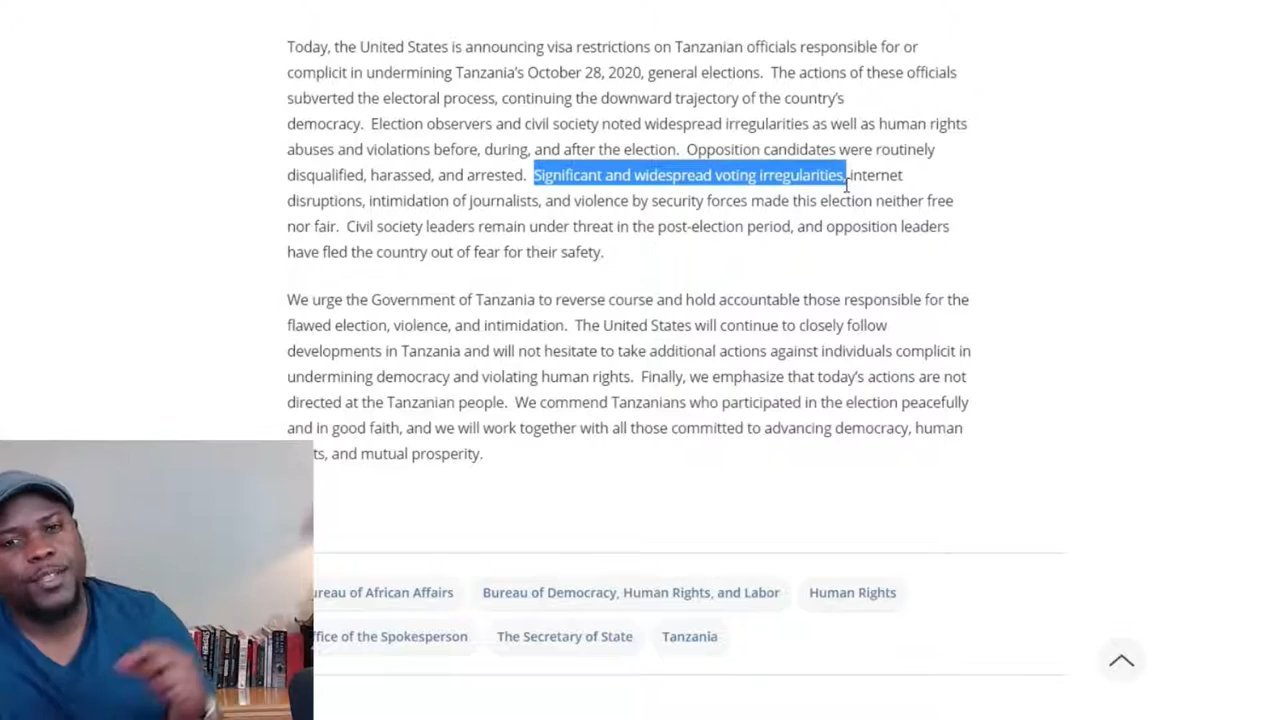 Today, the United States is announcing visa restrictions on Tanzanian officials responsible for or
complicit in undermining Tanzania's October 28, 2020, general elections.  The actions of these officials
subverted the electoral process, continuing the downward trajectory of the country's
democracy.  Election observers and civil society noted widespread irregularities as well as human rights
abuses and violations before, during, and after the election.  Opposition candidates were routinely
disqualified, harassed, and arrested.  Significant and widespread voting irregularities, internet
disruptions, intimidation of journalists, and violence by security forces made this election neither free
nor fair.  Civil society leaders remain under threat in the post-election period, and opposition leaders
have fled the country out of fear for their safety.
We urge the Government of Tanzania to reverse course and hold accountable those responsible for the
flawed election, violence, and intimidation.  The United States will continue to closely follow
developments in Tanzania and will not hesitate to take additional actions against individuals complicit in
undermining democracy and violating human rights.  Finally, we emphasize that today's actions are not
directed at the Tanzanian people.  We commend Tanzanians who participated in the election peacefully
and in good faith, and we will work together with all those committed to advancing democracy, human
ts, and mutual prosperity.
ureau of African Affairs
Bureau of Democracy, Human Rights, and Labor
Human Rights
ffice of the Spokesperson
The Secretary of State
Tanzania